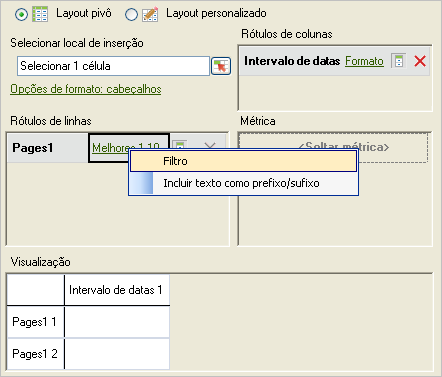 Layout pivô Layout personalizado
Selecionar local de inserção
Rótulos de colunas
Selecionar 1 célula
Intervalo de datas Formato
Opções de formato: cabeçalhos
Rótulos de linhas
Métrica
Pages1 Melhores 1-10
<Soltar métrica>
Filtro
Incluir texto como prefixo/sufixo
Visualização
Intervalo de datas 1
Pages1 1
Pages1 2